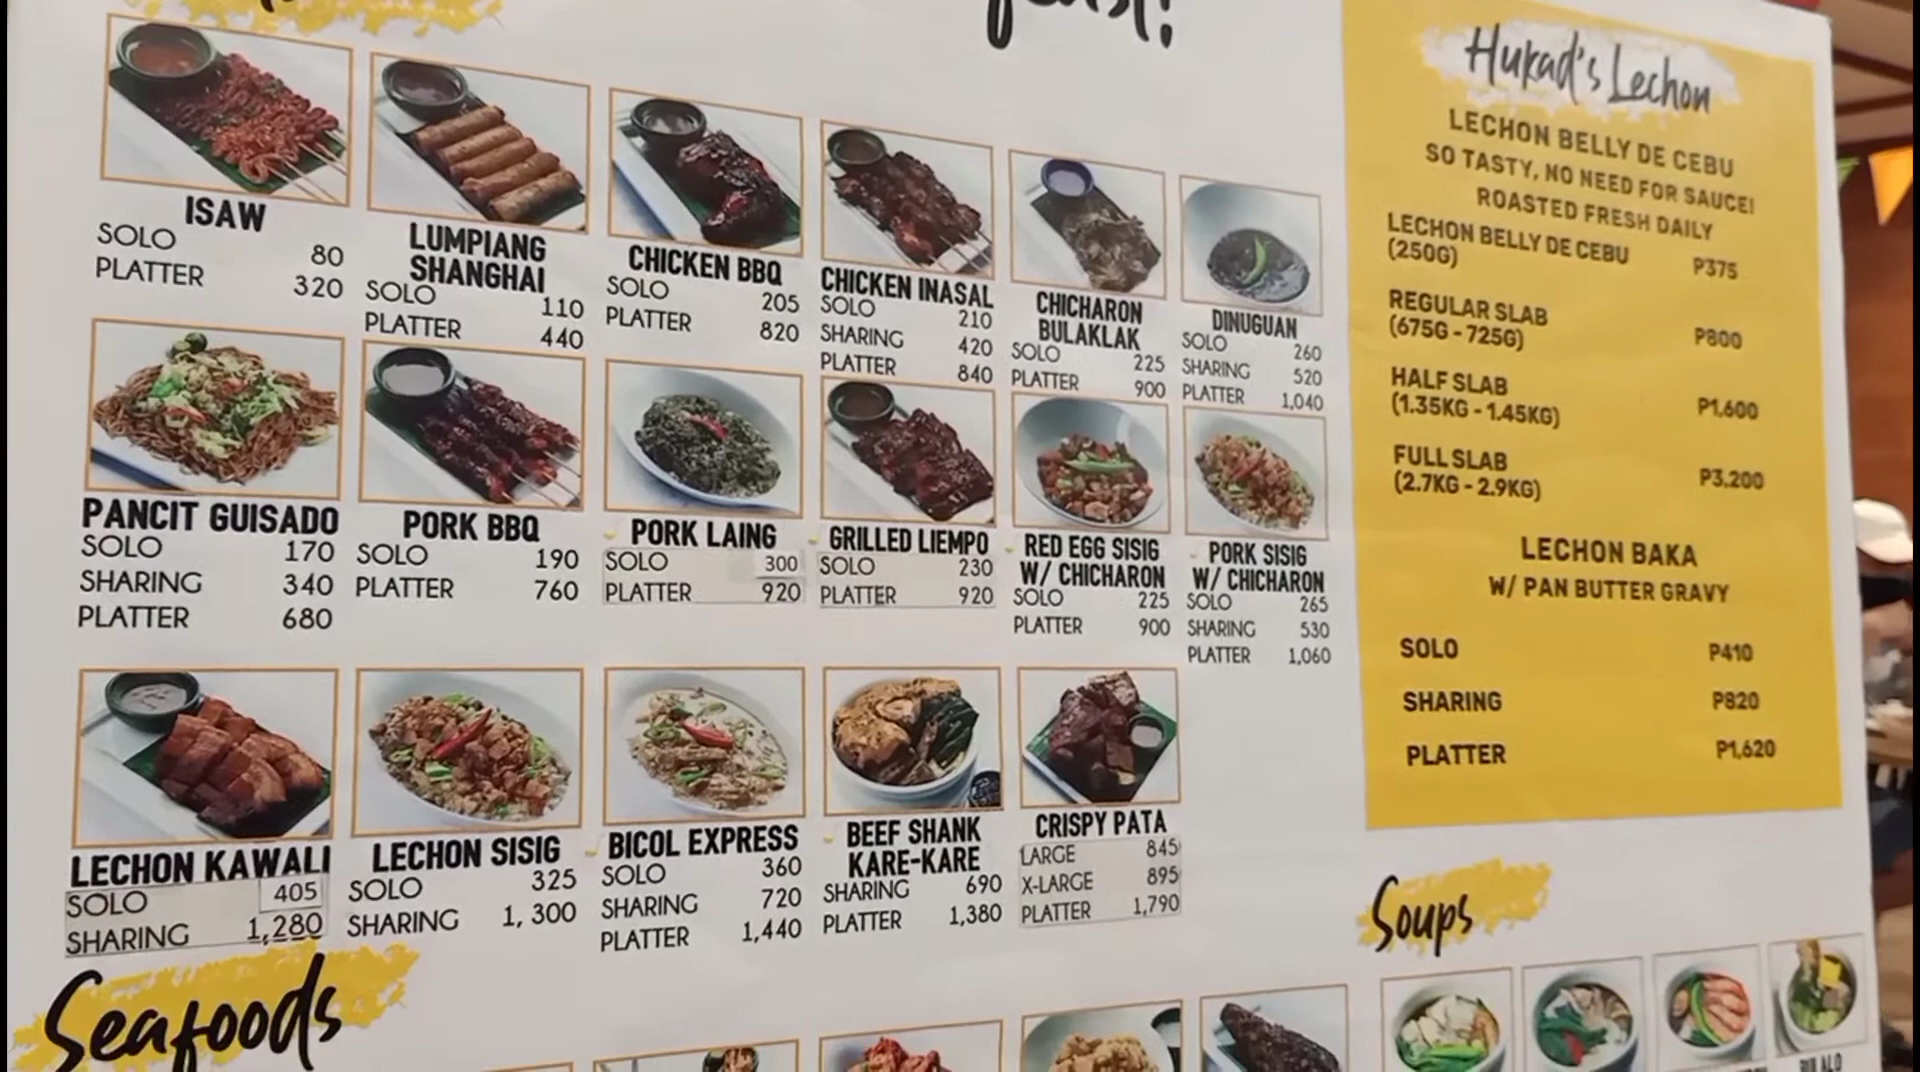 Hukad's Lechon
LECHON BELLY DE CEBU
SO TASTY, NO NEED FOR SAUCE!
ROASTED FRESH DAILY
LECHON BELLY DE CEBU
(250G) P375
REGULAR SLAB
(675G - 725G) P800
HALF SLAB
(1.35KG - 1.45KG) P1,600
FULL SLAB
(2.7KG - 2.9KG) P3,200
LECHON BAKA
W/ PAN BUTTER GRAVY
SOLO P410
SHARING P820
PLATTER P1,620
ISAW
SOLO 80
PLATTER 320
LUMPIANG
SHANGHAI
SOLO 110
PLATTER 440
CHICKEN BBQ
SOLO 205
PLATTER 820
CHICKEN INASAL
SOLO 210
SHARING 420
PLATTER 840
CHICHARON
BULAKLAK
SOLO 225
PLATTER 900
DINUGUAN
SOLO 260
SHARING 520
PLATTER 1,040
PANCIT GUISADO
SOLO 170
SHARING 340
PLATTER 680
PORK BBQ
SOLO 190
PLATTER 760
PORK LAING
SOLO 300
PLATTER 920
GRILLED LIEMPO
SOLO 230
PLATTER 920
RED EGG SISIG
W/ CHICHARON
SOLO 225
PLATTER 900
PORK SISIG
W/ CHICHARON
SOLO 265
SHARING 530
PLATTER 1,060
LECHON KAWALI
SOLO 405
SHARING 1,280
LECHON SISIG
SOLO 325
SHARING 1, 300
BICOL EXPRESS
SOLO 360
SHARING 720
PLATTER 1,440
BEEF SHANK
KARE-KARE
SHARING 690
PLATTER 1,380
CRISPY PATA
LARGE 845
X-LARGE 895
PLATTER 1,790
Seafoods
Soups
BULALO